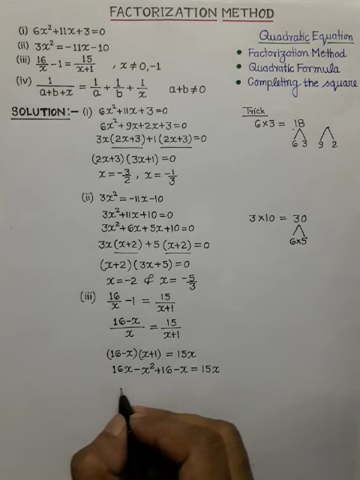 FACTORIZATION METHOD
(i) 6x²+11x+3=0
(ii) 3x²=-11x-10
(iii) 16/x -1 = 15/(x+1) , x≠0,-1
(iv) 1/(a+b+x) = 1/a + 1/b + 1/x a+b≠0
Quadratic Equation
• Factorization Method
• Quadratic Formula
• Completing the square
SOLUTION:- (i) 6x²+11x+3=0
6x²+9x+2x+3=0
3x(2x+3)+1(2x+3)=0
(2x+3)(3x+1)=0
x=-3/2 , x=-1/3
Trick
6×3 = 18
6 3 9 2
(ii) 3x²=-11x-10
3x²+11x+10=0
3x²+6x+5x+10=0
3x(x+2)+5(x+2)=0
(x+2)(3x+5)=0
x=-2 & x=-5/3
3×10 = 30
6×5
(iii) 16/x -1 = 15/(x+1)
(16-x)/x = 15/(x+1)
(16-x)(x+1)=15x
16x-x²+16-x=15x